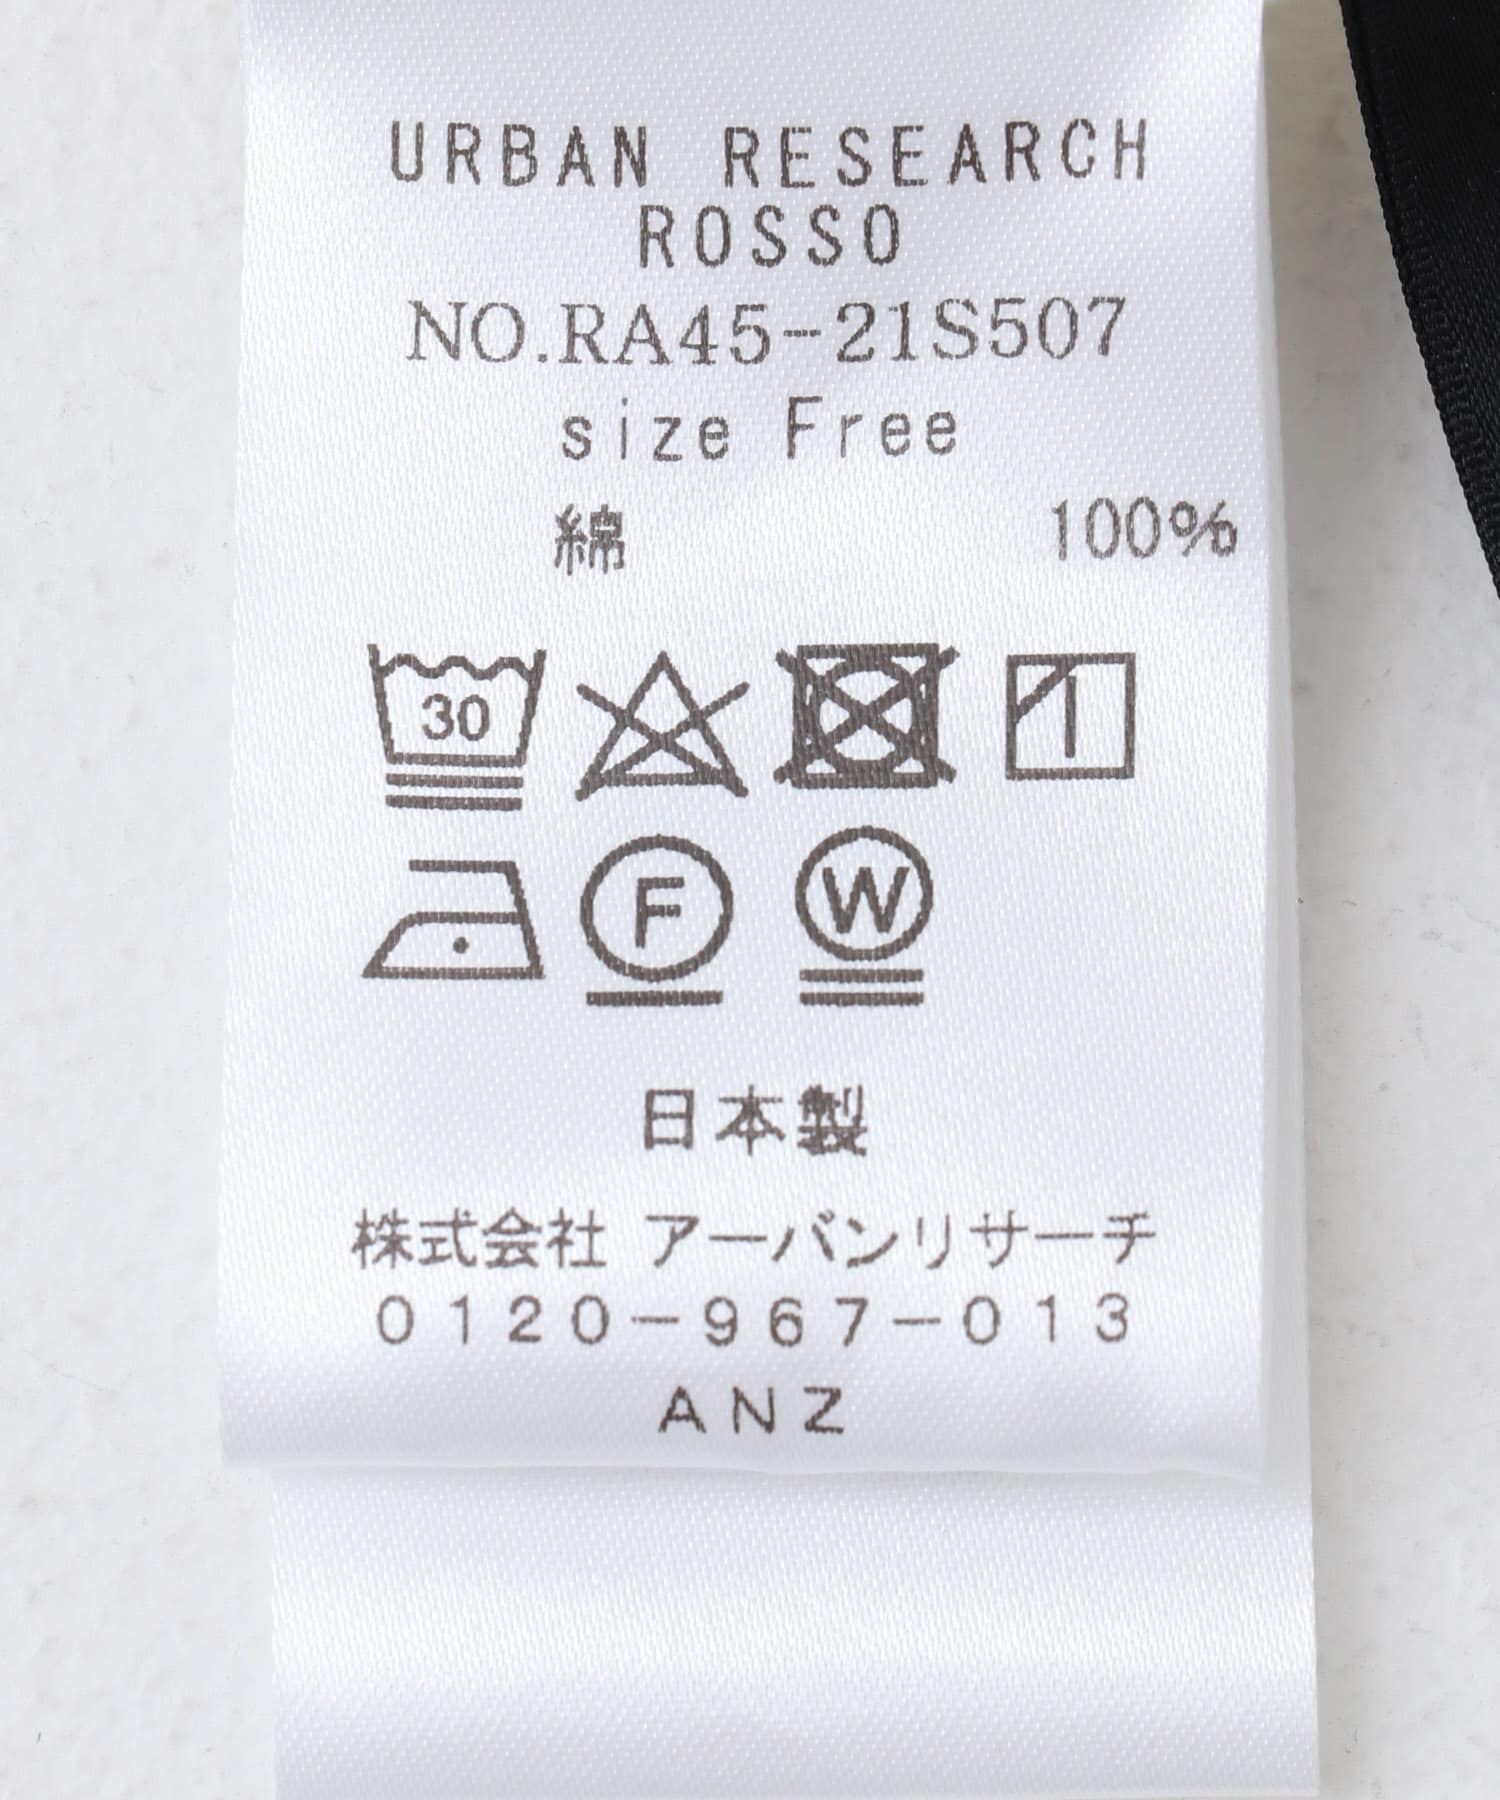 URBAN RESEARCH
ROSSO
NO.RA45-21S507
size Free
綿 100%
30
F W
日本製
株式会社 アーバンリサーチ
0120-967-013
ANZ